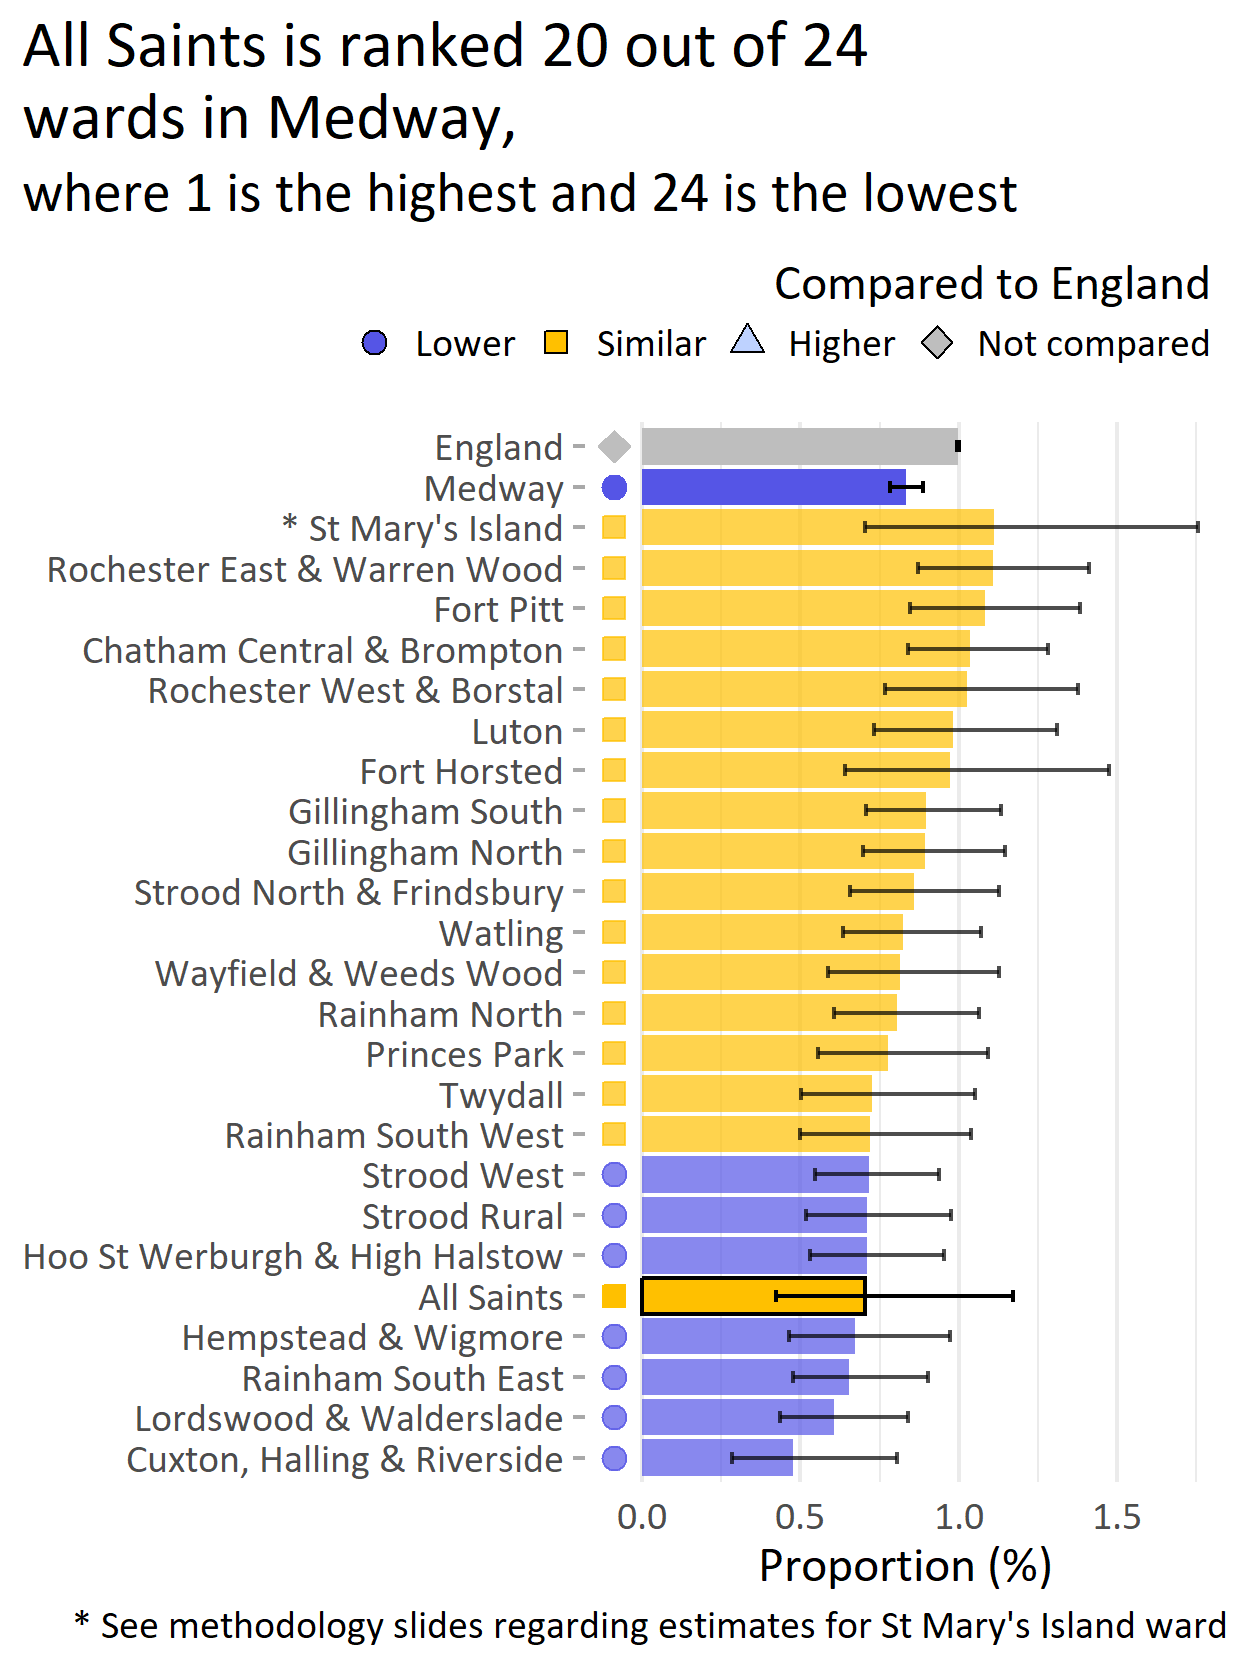 All Saints is ranked 20 out of 24
wards in Medway,
where 1 is the highest and 24 is the lowest
Compared to England
Lower Similar Higher Not compared
England
Medway
* St Mary's Island
Rochester East & Warren Wood
Fort Pitt
Chatham Central & Brompton
Rochester West & Borstal
Luton
Fort Horsted
Gillingham South
Gillingham North
Strood North & Frindsbury
Watling
Wayfield & Weeds Wood
Rainham North
Princes Park
Twydall
Rainham South West
Strood West
Strood Rural
Hoo St Werburgh & High Halstow
All Saints
Hempstead & Wigmore
Rainham South East
Lordswood & Walderslade
Cuxton, Halling & Riverside
0.0 0.5 1.0 1.5
Proportion (%)
* See methodology slides regarding estimates for St Mary's Island ward